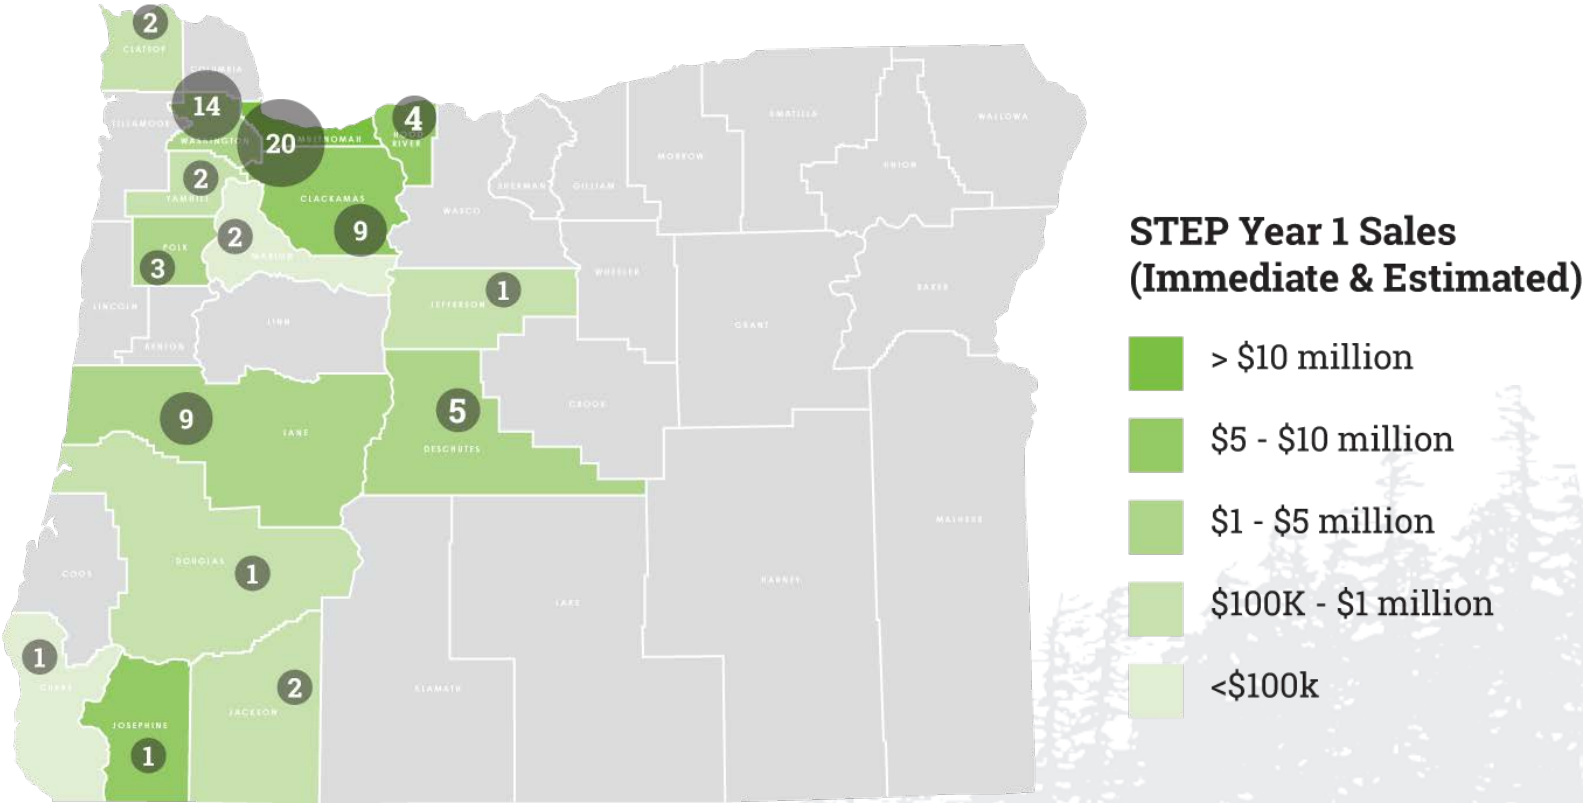 2
CLATSOP
COLUMBIA
14
TILLAMOOK
WASHINGTON
20
MULTNOMAH
4
HOOD
RIVER
2
YAMHILL
CLACKAMAS
9
2
MARION
POLK
3
WASCO
SHERMAN
GILLIAM
MORROW
UMATILLA
UNION
WALLOWA
LINCOLN
BENTON
LINN
JEFFERSON
1
WHEELER
GRANT
BAKER
9
LANE
5
DESCHUTES
CROOK
COOS
DOUGLAS
1
LAKE
HARNEY
MALHEUR
1
CURRY
JOSEPHINE
1
2
JACKSON
KLAMATH
STEP Year 1 Sales
(Immediate & Estimated)
> $10 million
$5 - $10 million
$1 - $5 million
$100K - $1 million
<$100k